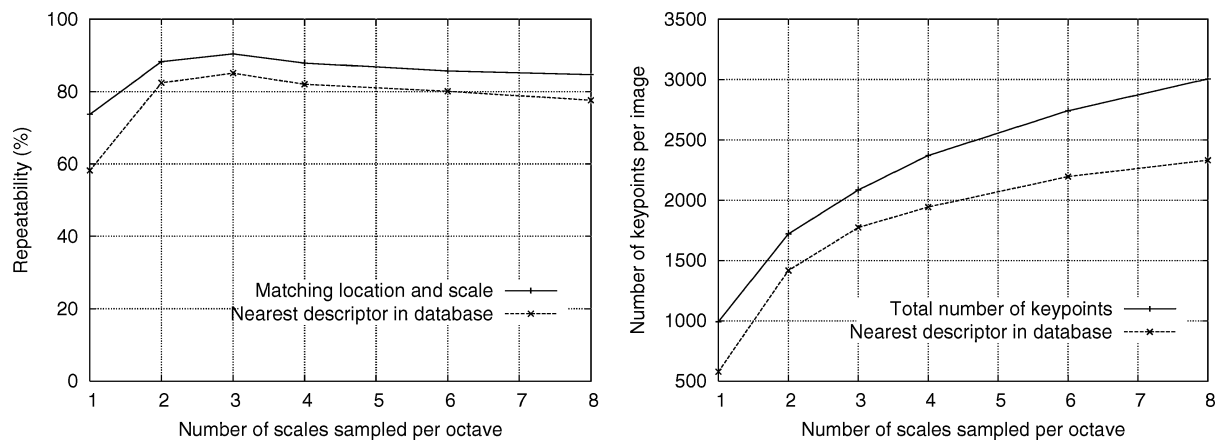 100
80
60
40
20
0
Repeatability (%)
Matching location and scale
Nearest descriptor in database
1 2 3 4 5 6 7 8
Number of scales sampled per octave
3500
3000
2500
2000
1500
1000
500
Number of keypoints per image
Total number of keypoints
Nearest descriptor in database
1 2 3 4 5 6 7 8
Number of scales sampled per octave